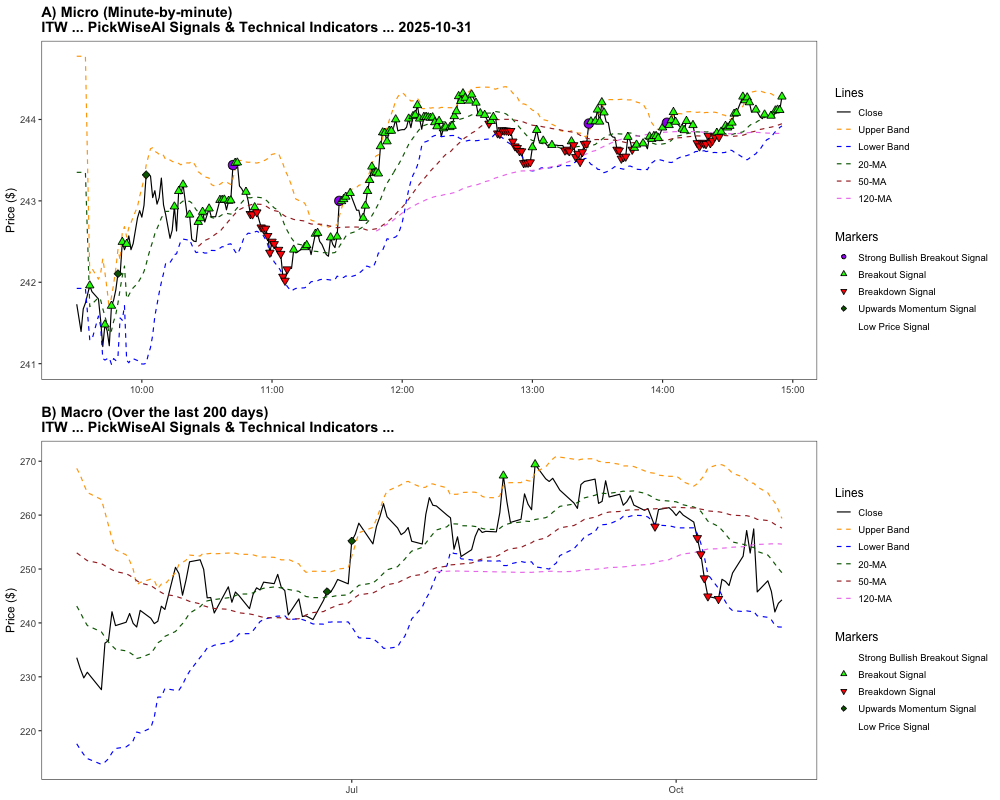 A) Micro (Minute-by-minute)
ITW ... PickWiseAI Signals & Technical Indicators ... 2025-10-31
Price ($)
244
243
242
241
10:00
11:00
12:00
13:00
14:00
15:00
Lines
Close
Upper Band
Lower Band
20-MA
50-MA
120-MA
Markers
Strong Bullish Breakout Signal
Breakout Signal
Breakdown Signal
Upwards Momentum Signal
Low Price Signal
B) Macro (Over the last 200 days)
ITW ... PickWiseAI Signals & Technical Indicators ...
Price ($)
270
260
250
240
230
220
Jul
Oct
Lines
Close
Upper Band
Lower Band
20-MA
50-MA
120-MA
Markers
Strong Bullish Breakout Signal
Breakout Signal
Breakdown Signal
Upwards Momentum Signal
Low Price Signal